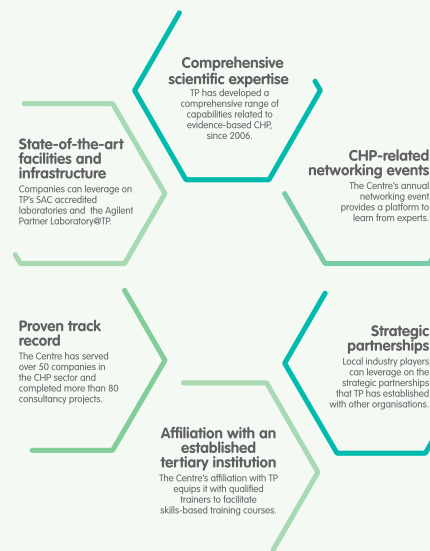 Comprehensive
scientific expertise
TP has developed a
comprehensive range of
capabilities related to
evidence-based CHP,
since 2006.
State-of-the-art
facilities and
infrastructure
Companies can leverage on
TP's SAC accredited
laboratories and the Agilent
Partner Laboratory@TP.
CHP-related
networking events
The Centre's annual
networking event
provides a platform to
learn from experts.
Proven track
record
The Centre has served
over 50 companies in
the CHP sector and
completed more than 80
consultancy projects.
Strategic
partnerships
Local industry players
can leverage on the
strategic partnerships
that TP has established
with other organisations.
Affiliation with an
established
tertiary institution
The Centre's affiliation with TP
equips it with qualified
trainers to facilitate
skills-based training courses.